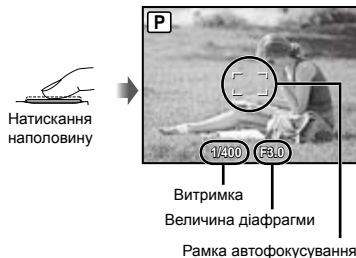 P
Натискання
наполовину
1/400 F3.0
Витримка
Величина діафрагми
Рамка автофокусування